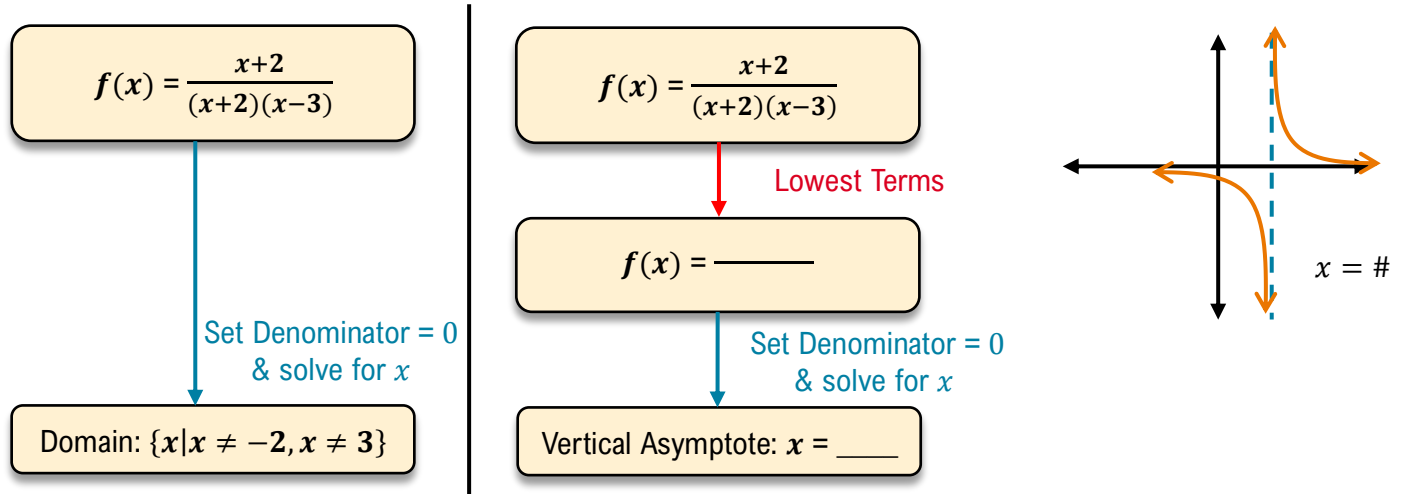 f(x) = x+2 / (x+2)(x−3)
Set Denominator = 0
& solve for x
Domain: {x|x ≠ −2, x ≠ 3}
f(x) = x+2 / (x+2)(x−3)
Lowest Terms
f(x) = ———
Set Denominator = 0
& solve for x
Vertical Asymptote: x = ____
x = #